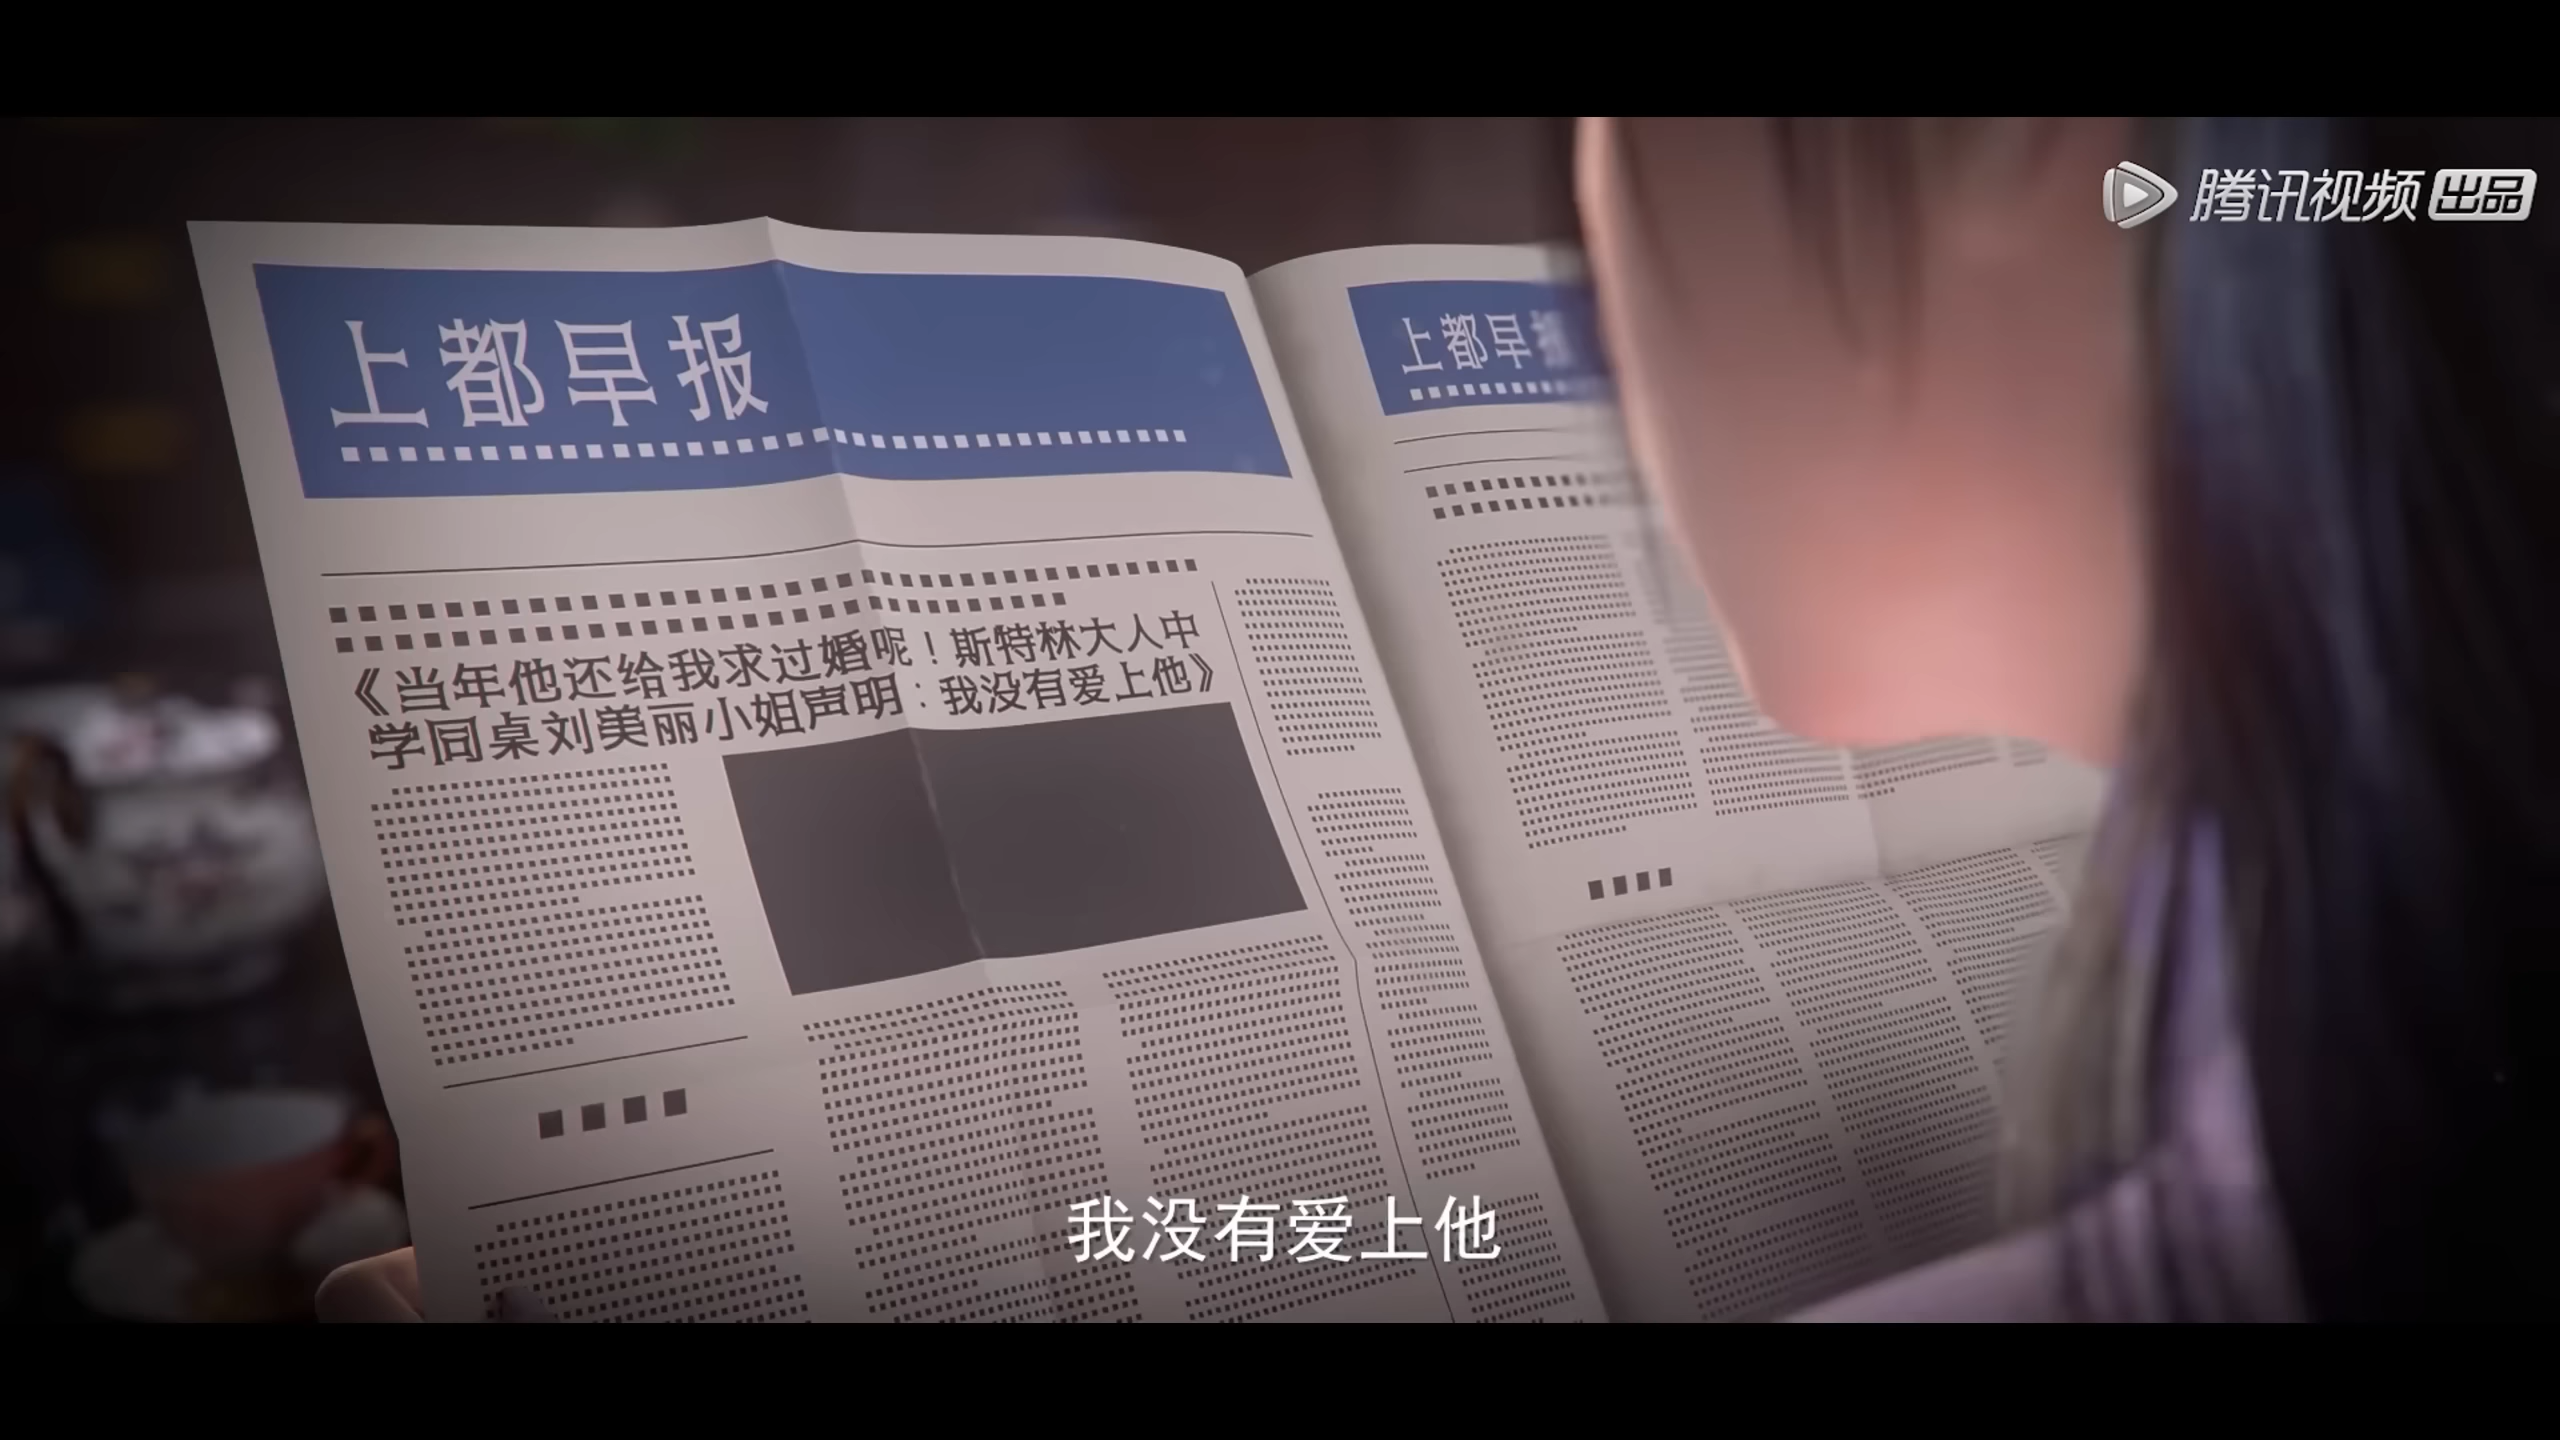 腾讯视频 出品
上都早报
上都早报
《当年他还给我求过婚呢！斯特林大人中
学同桌刘美丽小姐声明：我没有爱上他》
我没有爱上他